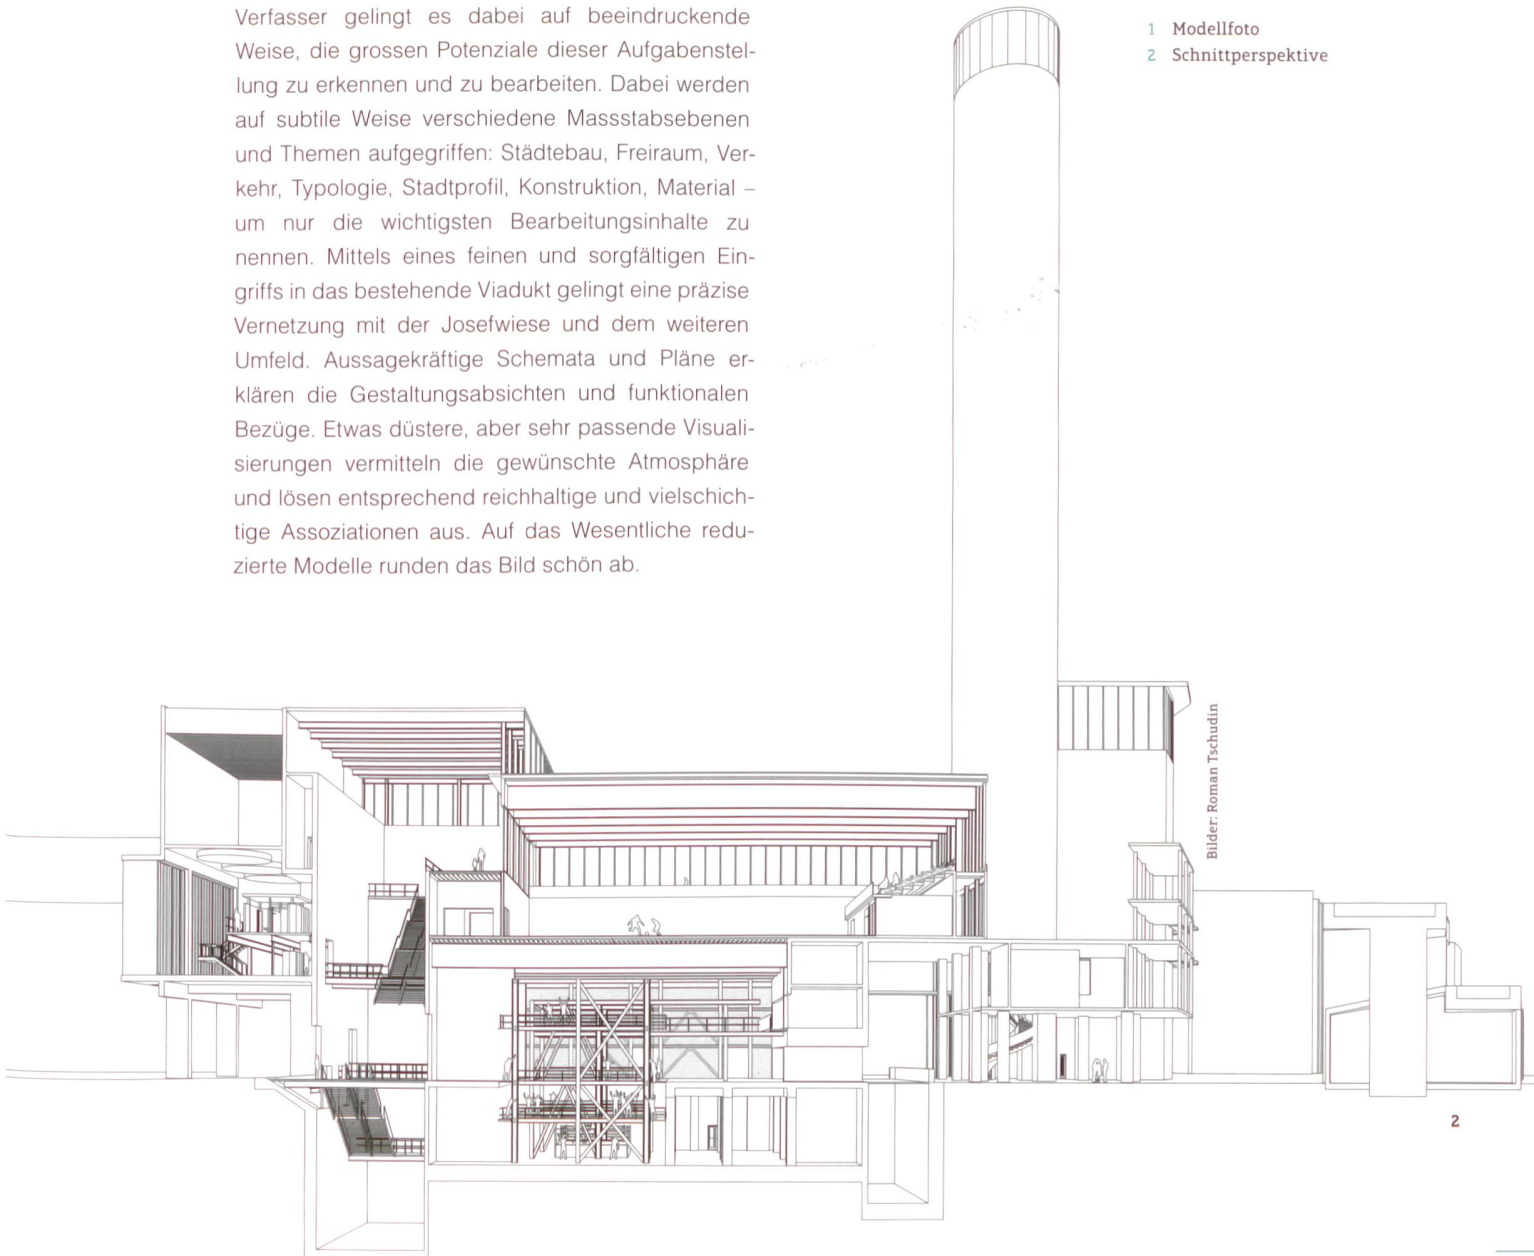 Verfasser gelingt es dabei auf beeindruckende
Weise, die grossen Potenziale dieser Aufgabenstel-
lung zu erkennen und zu bearbeiten. Dabei werden
auf subtile Weise verschiedene Massstabsebenen
und Themen aufgegriffen: Städtebau, Freiraum, Ver-
kehr, Typologie, Stadtprofil, Konstruktion, Material –
um nur die wichtigsten Bearbeitungsinhalte zu
nennen. Mittels eines feinen und sorgfältigen Ein-
griffs in das bestehende Viadukt gelingt eine präzise
Vernetzung mit der Josefwiese und dem weiteren
Umfeld. Aussagekräftige Schemata und Pläne er-
klären die Gestaltungsabsichten und funktionalen
Bezüge. Etwas düstere, aber sehr passende Visuali-
sierungen vermitteln die gewünschte Atmosphäre
und lösen entsprechend reichhaltige und vielschich-
tige Assoziationen aus. Auf das Wesentliche redu-
zierte Modelle runden das Bild schön ab.
1 Modellfoto
2 Schnittperspektive
Bilder: Roman Tschudin
2